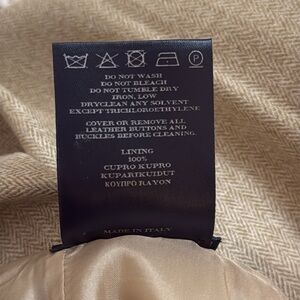 P
DO NOT WASH
DO NOT BLEACH
DO NOT TUMBLE DRY
IRON, LOW
DRYCLEAN ANY SOLVENT
EXCEPT TRICHLOROETHYLENE
COVER OR REMOVE ALL
LEATHER BUTTONS AND
BUCKLES BEFORE CLEANING.
LINING
100%
CUPRO KUPRO
KUPARIKUIDUT
ΚΟΥΠΡΟ RAYON
MADE IN ITALY